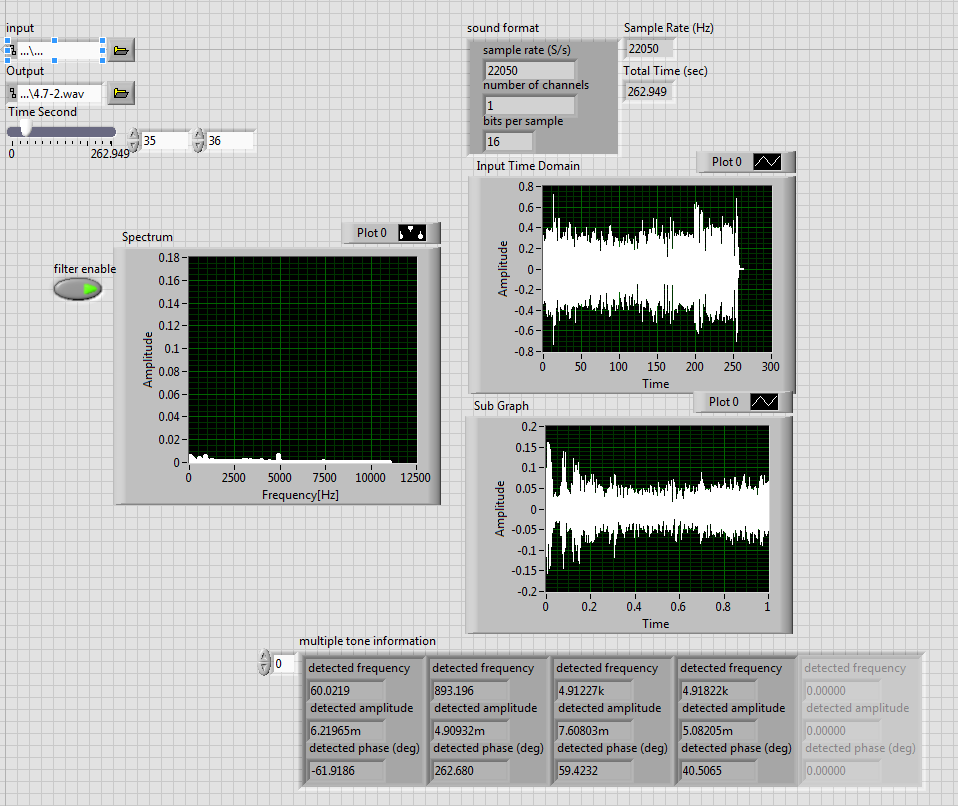 input
...\...
Output
...\4.7-2.wav
Time Second
0 262.949
35 36
sound format
sample rate (S/s)
22050
number of channels
1
bits per sample
16
Sample Rate (Hz)
22050
Total Time (sec)
262.949
Input Time Domain
Plot 0
0.8
0.6
0.4
0.2
0
-0.2
-0.4
-0.6
-0.8
Amplitude
0 50 100 150 200 250 300
Time
filter enable
Spectrum
Plot 0
0.18
0.16
0.14
0.12
0.1
0.08
0.06
0.04
0.02
0
Amplitude
0 2500 5000 7500 10000 12500
Frequency[Hz]
Sub Graph
Plot 0
0.2
0.15
0.1
0.05
0
-0.05
-0.1
-0.15
-0.2
Amplitude
0 0.2 0.4 0.6 0.8 1
Time
multiple tone information
0
detected frequency detected frequency detected frequency detected frequency detected frequency
60.0219 893.196 4.91227k 4.91822k 0.00000
detected amplitude detected amplitude detected amplitude detected amplitude detected amplitude
6.21965m 4.90932m 7.60803m 5.08205m 0.00000
detected phase (deg) detected phase (deg) detected phase (deg) detected phase (deg) detected phase (deg)
-61.9186 262.680 59.4232 40.5065 0.00000